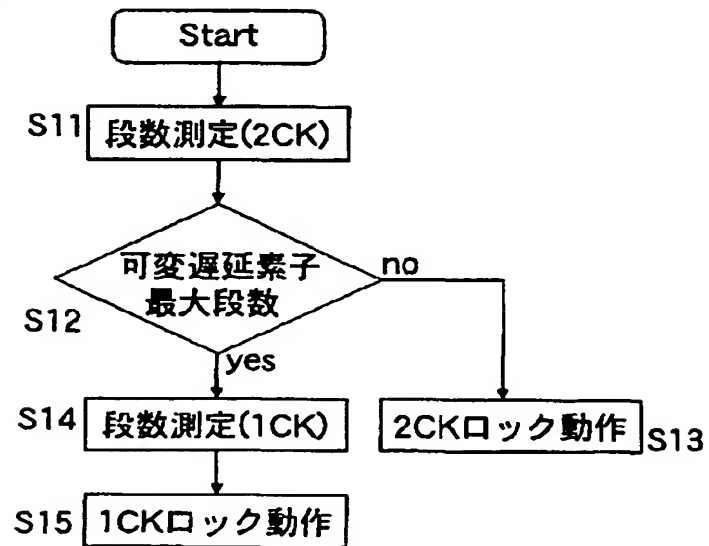 Start
S11
段数測定(2CK)
可変遅延素子
最大段数
S12
no
yes
S14
段数測定(1CK)
2CKロック動作
S13
S15
1CKロック動作